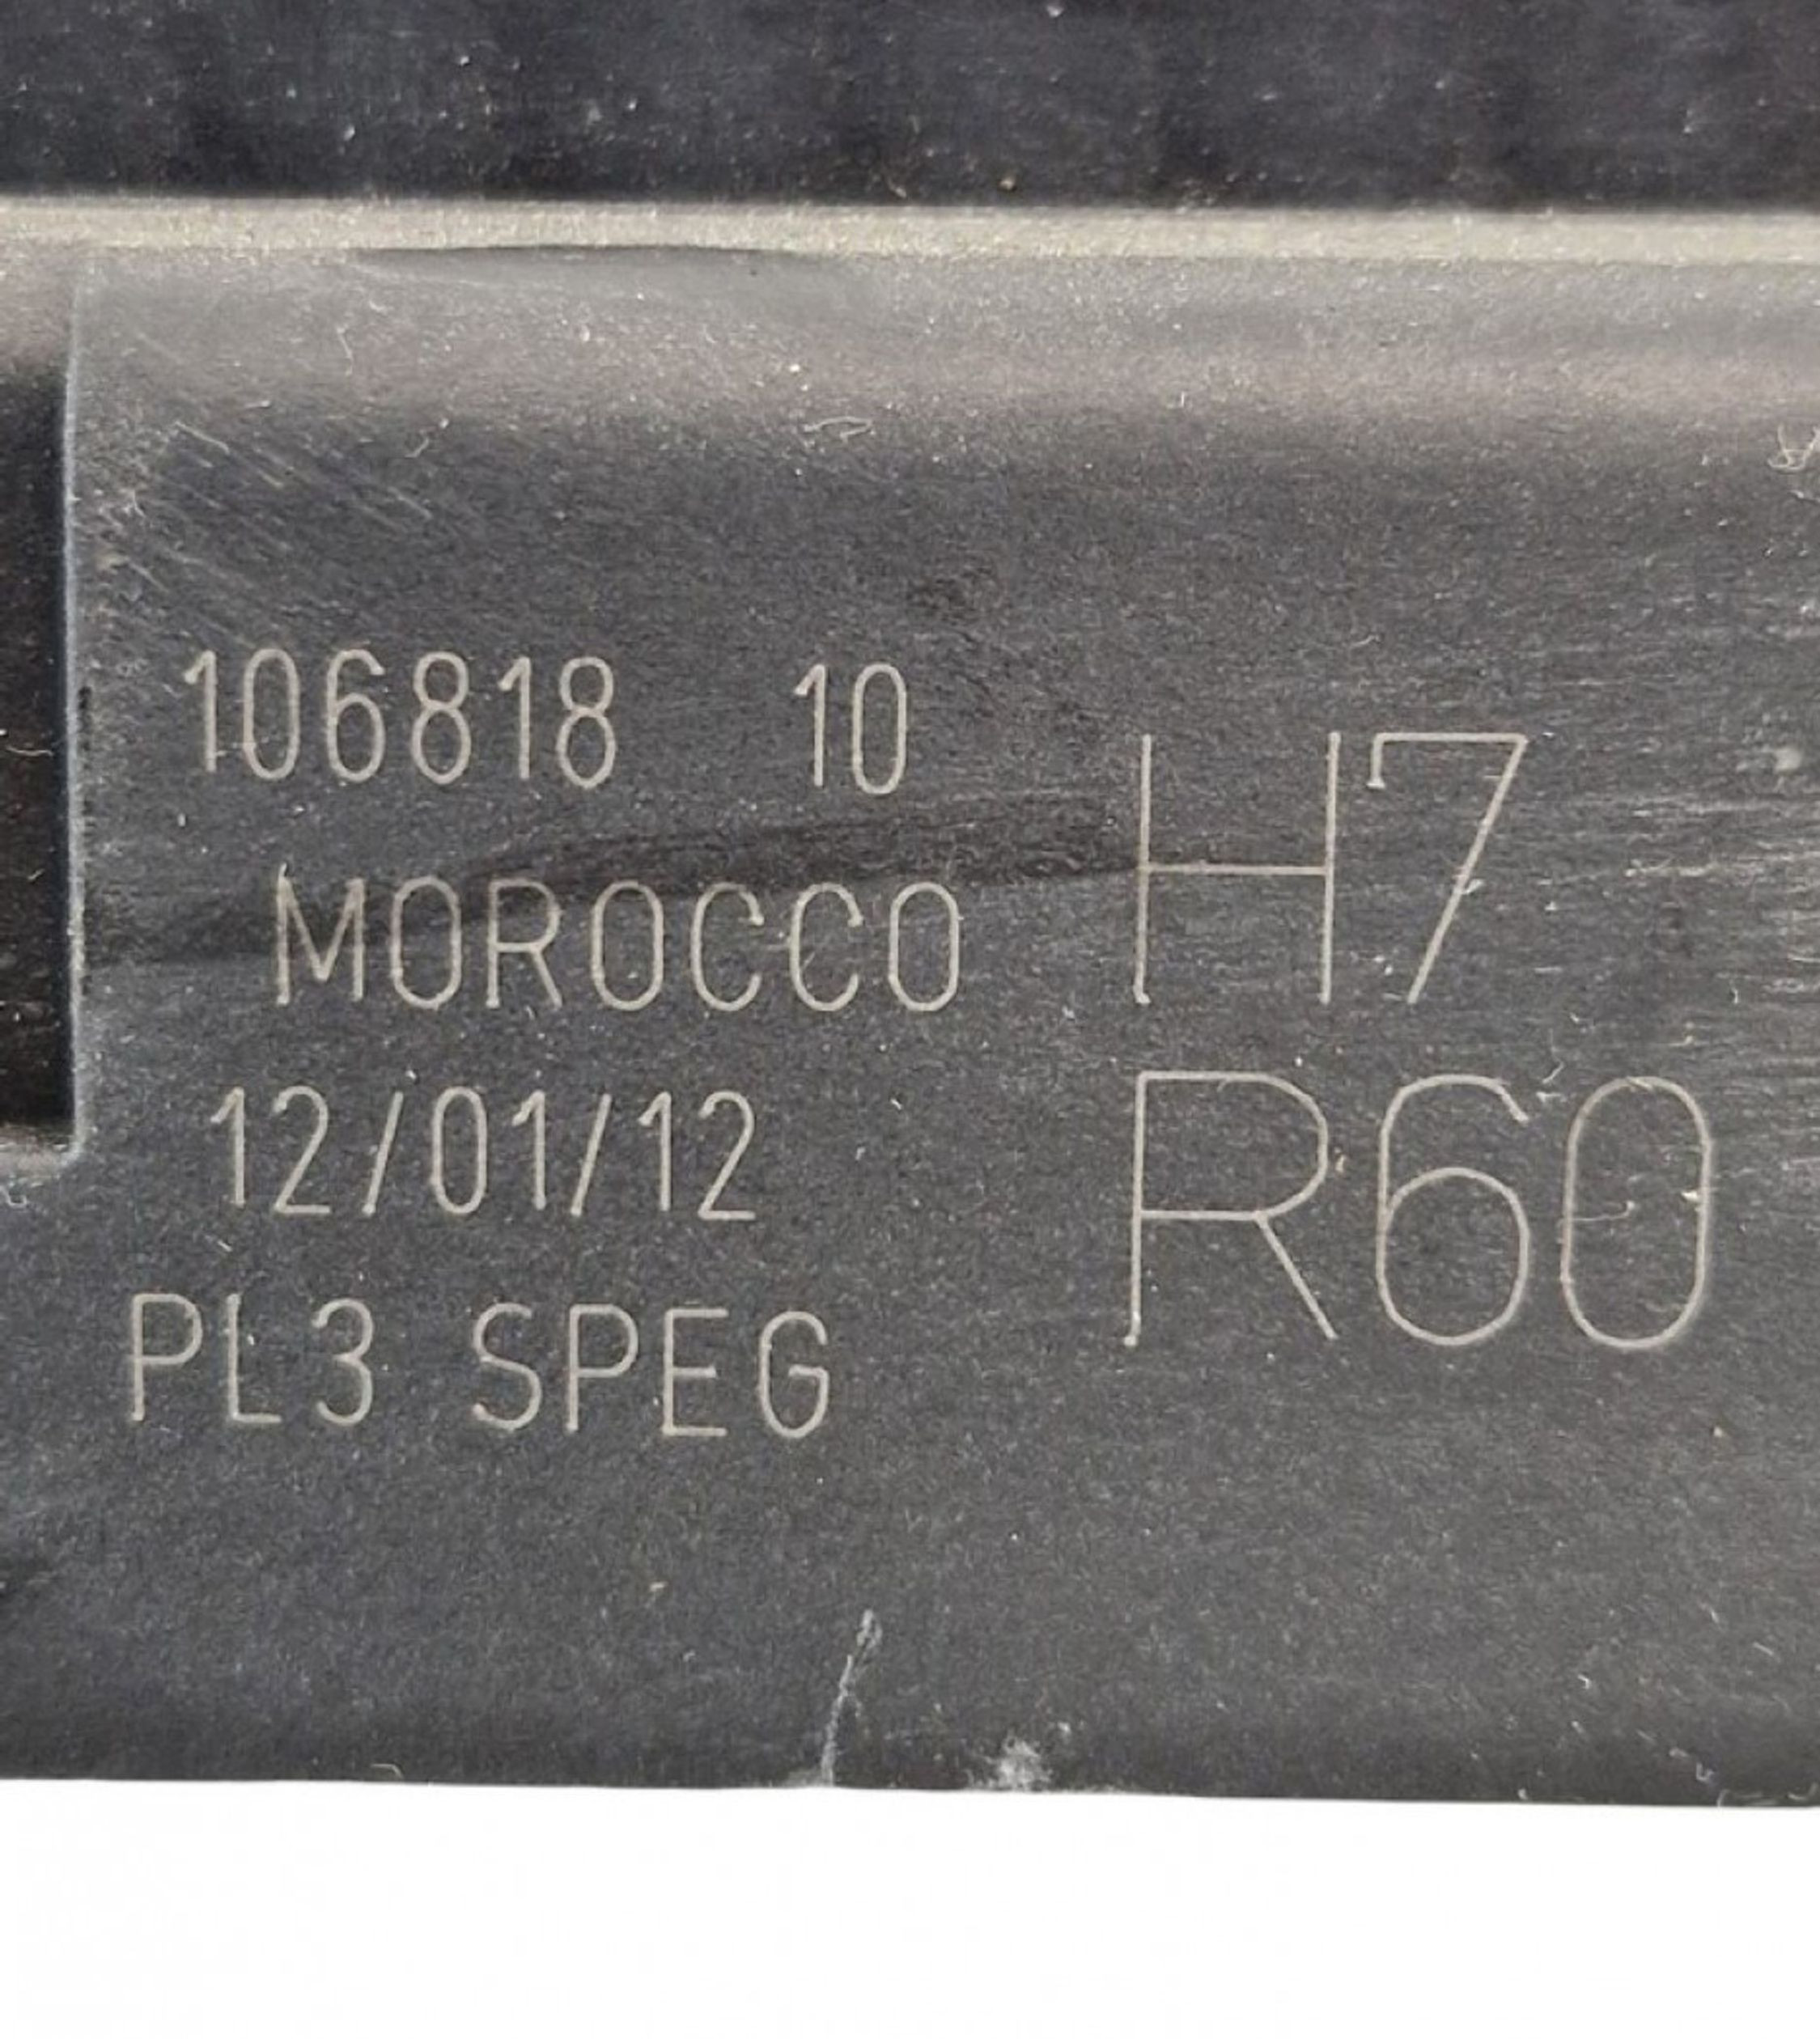 106818 10
MOROCCO
12/01/12
PL3 SPEG
H7
R60